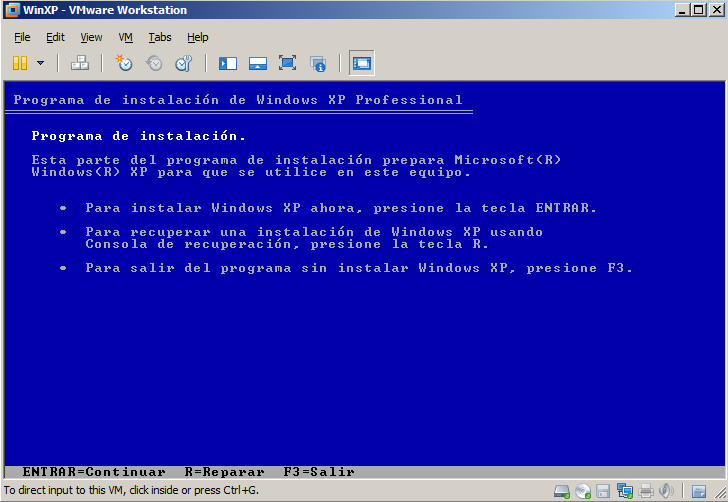 WinXP - VMware Workstation
File Edit View VM Tabs Help
Programa de instalación de Windows XP Professional
Programa de instalación.
Esta parte del programa de instalación prepara Microsoft(R)
Windows(R) XP para que se utilice en este equipo.
• Para instalar Windows XP ahora, presione la tecla ENTRAR.
• Para recuperar una instalación de Windows XP usando
Consola de recuperación, presione la tecla R.
• Para salir del programa sin instalar Windows XP, presione F3.
ENTRAR=Continuar R=Reparar F3=Salir
To direct input to this VM, click inside or press Ctrl+G.